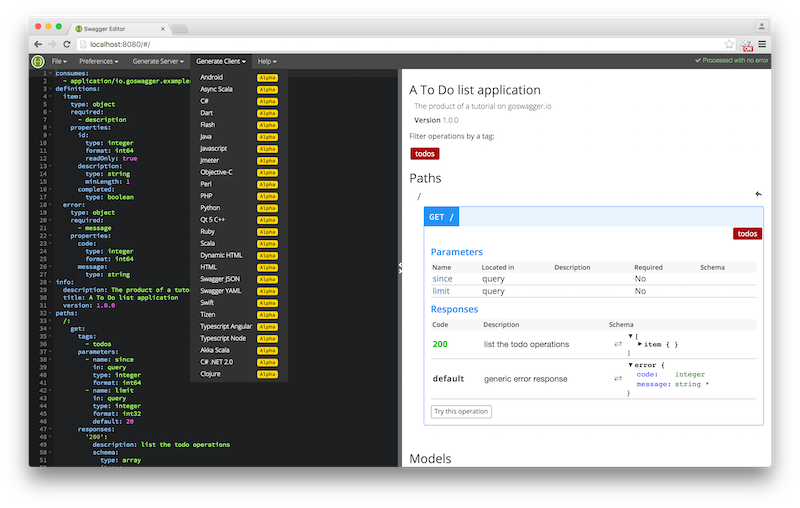 Swagger Editor
localhost:8080/#/
File Preferences Generate Server Generate Client Help Processed with no error
1 consumes:
2 - application/io.goswagger.examples
3 definitions:
4 item:
5 type: object
6 required:
7 - description
8 properties:
9 id:
10 type: integer
11 format: int64
12 readOnly: true
13 description:
14 type: string
15 minLength: 1
16 completed:
17 type: boolean
18 error:
19 type: object
20 required:
21 - message
22 properties:
23 code:
24 type: integer
25 format: int64
26 message:
27 type: string
28 info:
29 description: The product of a tuto
30 title: A To Do list application
31 version: 1.0.0
32 paths:
33 /:
34 get:
35 tags:
36 - todos
37 parameters:
38 - name: since
39 in: query
40 type: integer
41 format: int64
42 - name: limit
43 in: query
44 type: integer
45 format: int32
46 default: 20
47 responses:
48 '200':
49 description: list the todo operations
50 schema:
51 type: array
Android Alpha
Async Scala Alpha
C# Alpha
Dart Alpha
Flash Alpha
Java Alpha
Javascript Alpha
Jmeter Alpha
Objective-C Alpha
Perl Alpha
PHP Alpha
Python Alpha
Qt 5 C++ Alpha
Ruby Alpha
Scala Alpha
Dynamic HTML Alpha
HTML Alpha
Swagger JSON Alpha
Swagger YAML Alpha
Swift Alpha
Tizen Alpha
Typescript Angular Alpha
Typescript Node Alpha
Akka Scala Alpha
C# .NET 2.0 Alpha
Clojure Alpha
A To Do list application
The product of a tutorial on goswagger.io
Version 1.0.0
Filter operations by a tag:
todos
Paths
/
GET /
todos
Parameters
Name Located in Description Required Schema
since query No
limit query No
Responses
Code Description Schema
200 list the todo operations ⇄ ▼[
▶item { }
]
default generic error response ⇄ ▼error {
code: integer
message: string *
}
Try this operation
Models